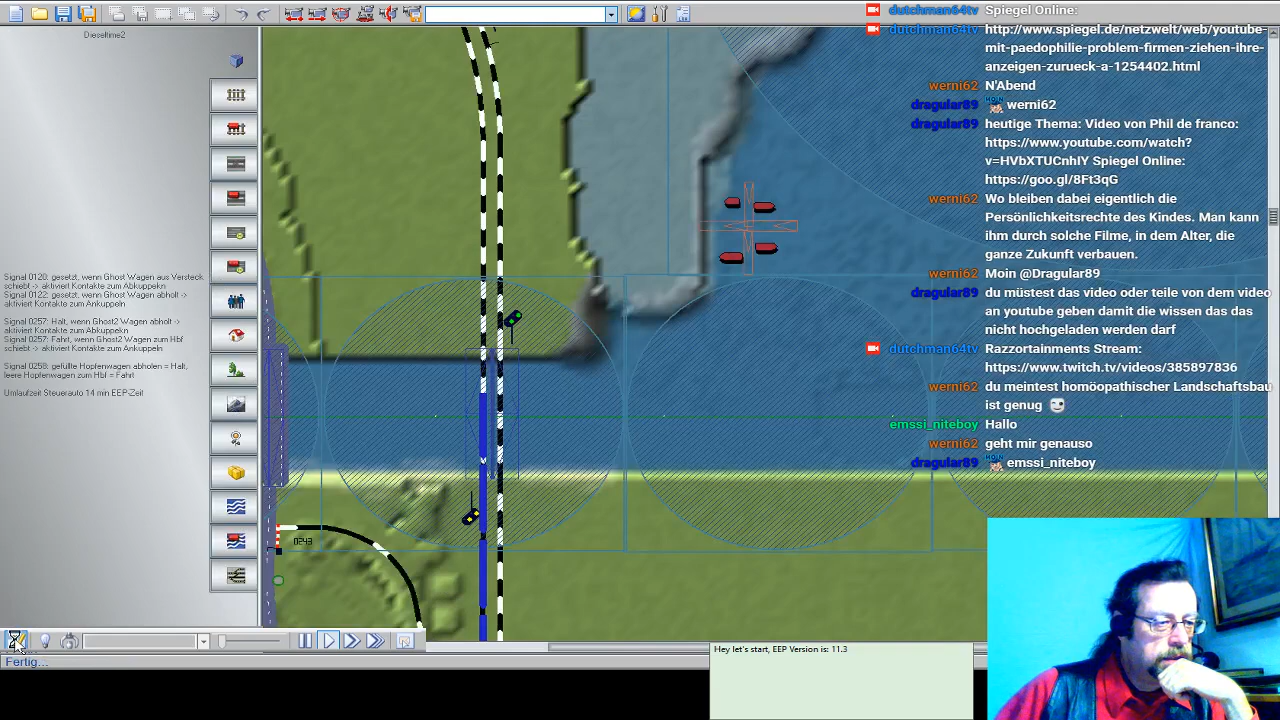 dutchman64tv Spiegel Online:
dutchman64tv http://www.spiegel.de/netzwelt/web/youtube-
mit-paedophilie-problem-firmen-ziehen-ihre-
anzeigen-zurueck-a-1254402.html
werni62 N'Abend
dragular89 werni62
dragular89 heutige Thema: Video von Phil de franco:
https://www.youtube.com/watch?
v=HVbXTUCnhlY Spiegel Online:
https://goo.gl/8Ft3qG
werni62 Wo bleiben dabei eigentlich die
Persönlichkeitsrechte des Kindes. Man kann
ihm durch solche Filme, in dem Alter, die
ganze Zukunft verbauen.
werni62 Moin @Dragular89
dragular89 du müstest das video oder teile von dem video
an youtube geben damit die wissen das das
nicht hochgeladen werden darf
dutchman64tv Razzortainments Stream:
https://www.twitch.tv/videos/385897836
werni62 du meintest homöopathischer Landschaftsbau
ist genug
emssi_niteboy Hallo
werni62 geht mir genauso
dragular89 emssi_niteboy
Dieseltime2
Signal 0120: gesetzt, wenn Ghost Wagen aus Versteck
schiebt -> aktiviert Kontakte zum Ankuppekn
Signal 0122: gesetzt, wenn Ghost Wagen abholt ->
aktiviert Kontakte zum Ankuppeln
Signal 0257: Halt, wenn Ghost2 Wagen abholt ->
aktiviert Kontakte zum Abkuppekn
Signal 0257: Fahrt, wenn Ghost2 Wagen zum Hbf
schiebt -> aktiviert Kontakte zum Ankuppeln
Signal 0258: gefüllte Hopfenwagen abholen = Halt,
leere Hopfenwagen zum Hbf = Fahrt
Umlaufzeit Steuerauto 14 min EEP-Zeit
0243
Fertig...
Hey let's start, EEP Version is: 11.3